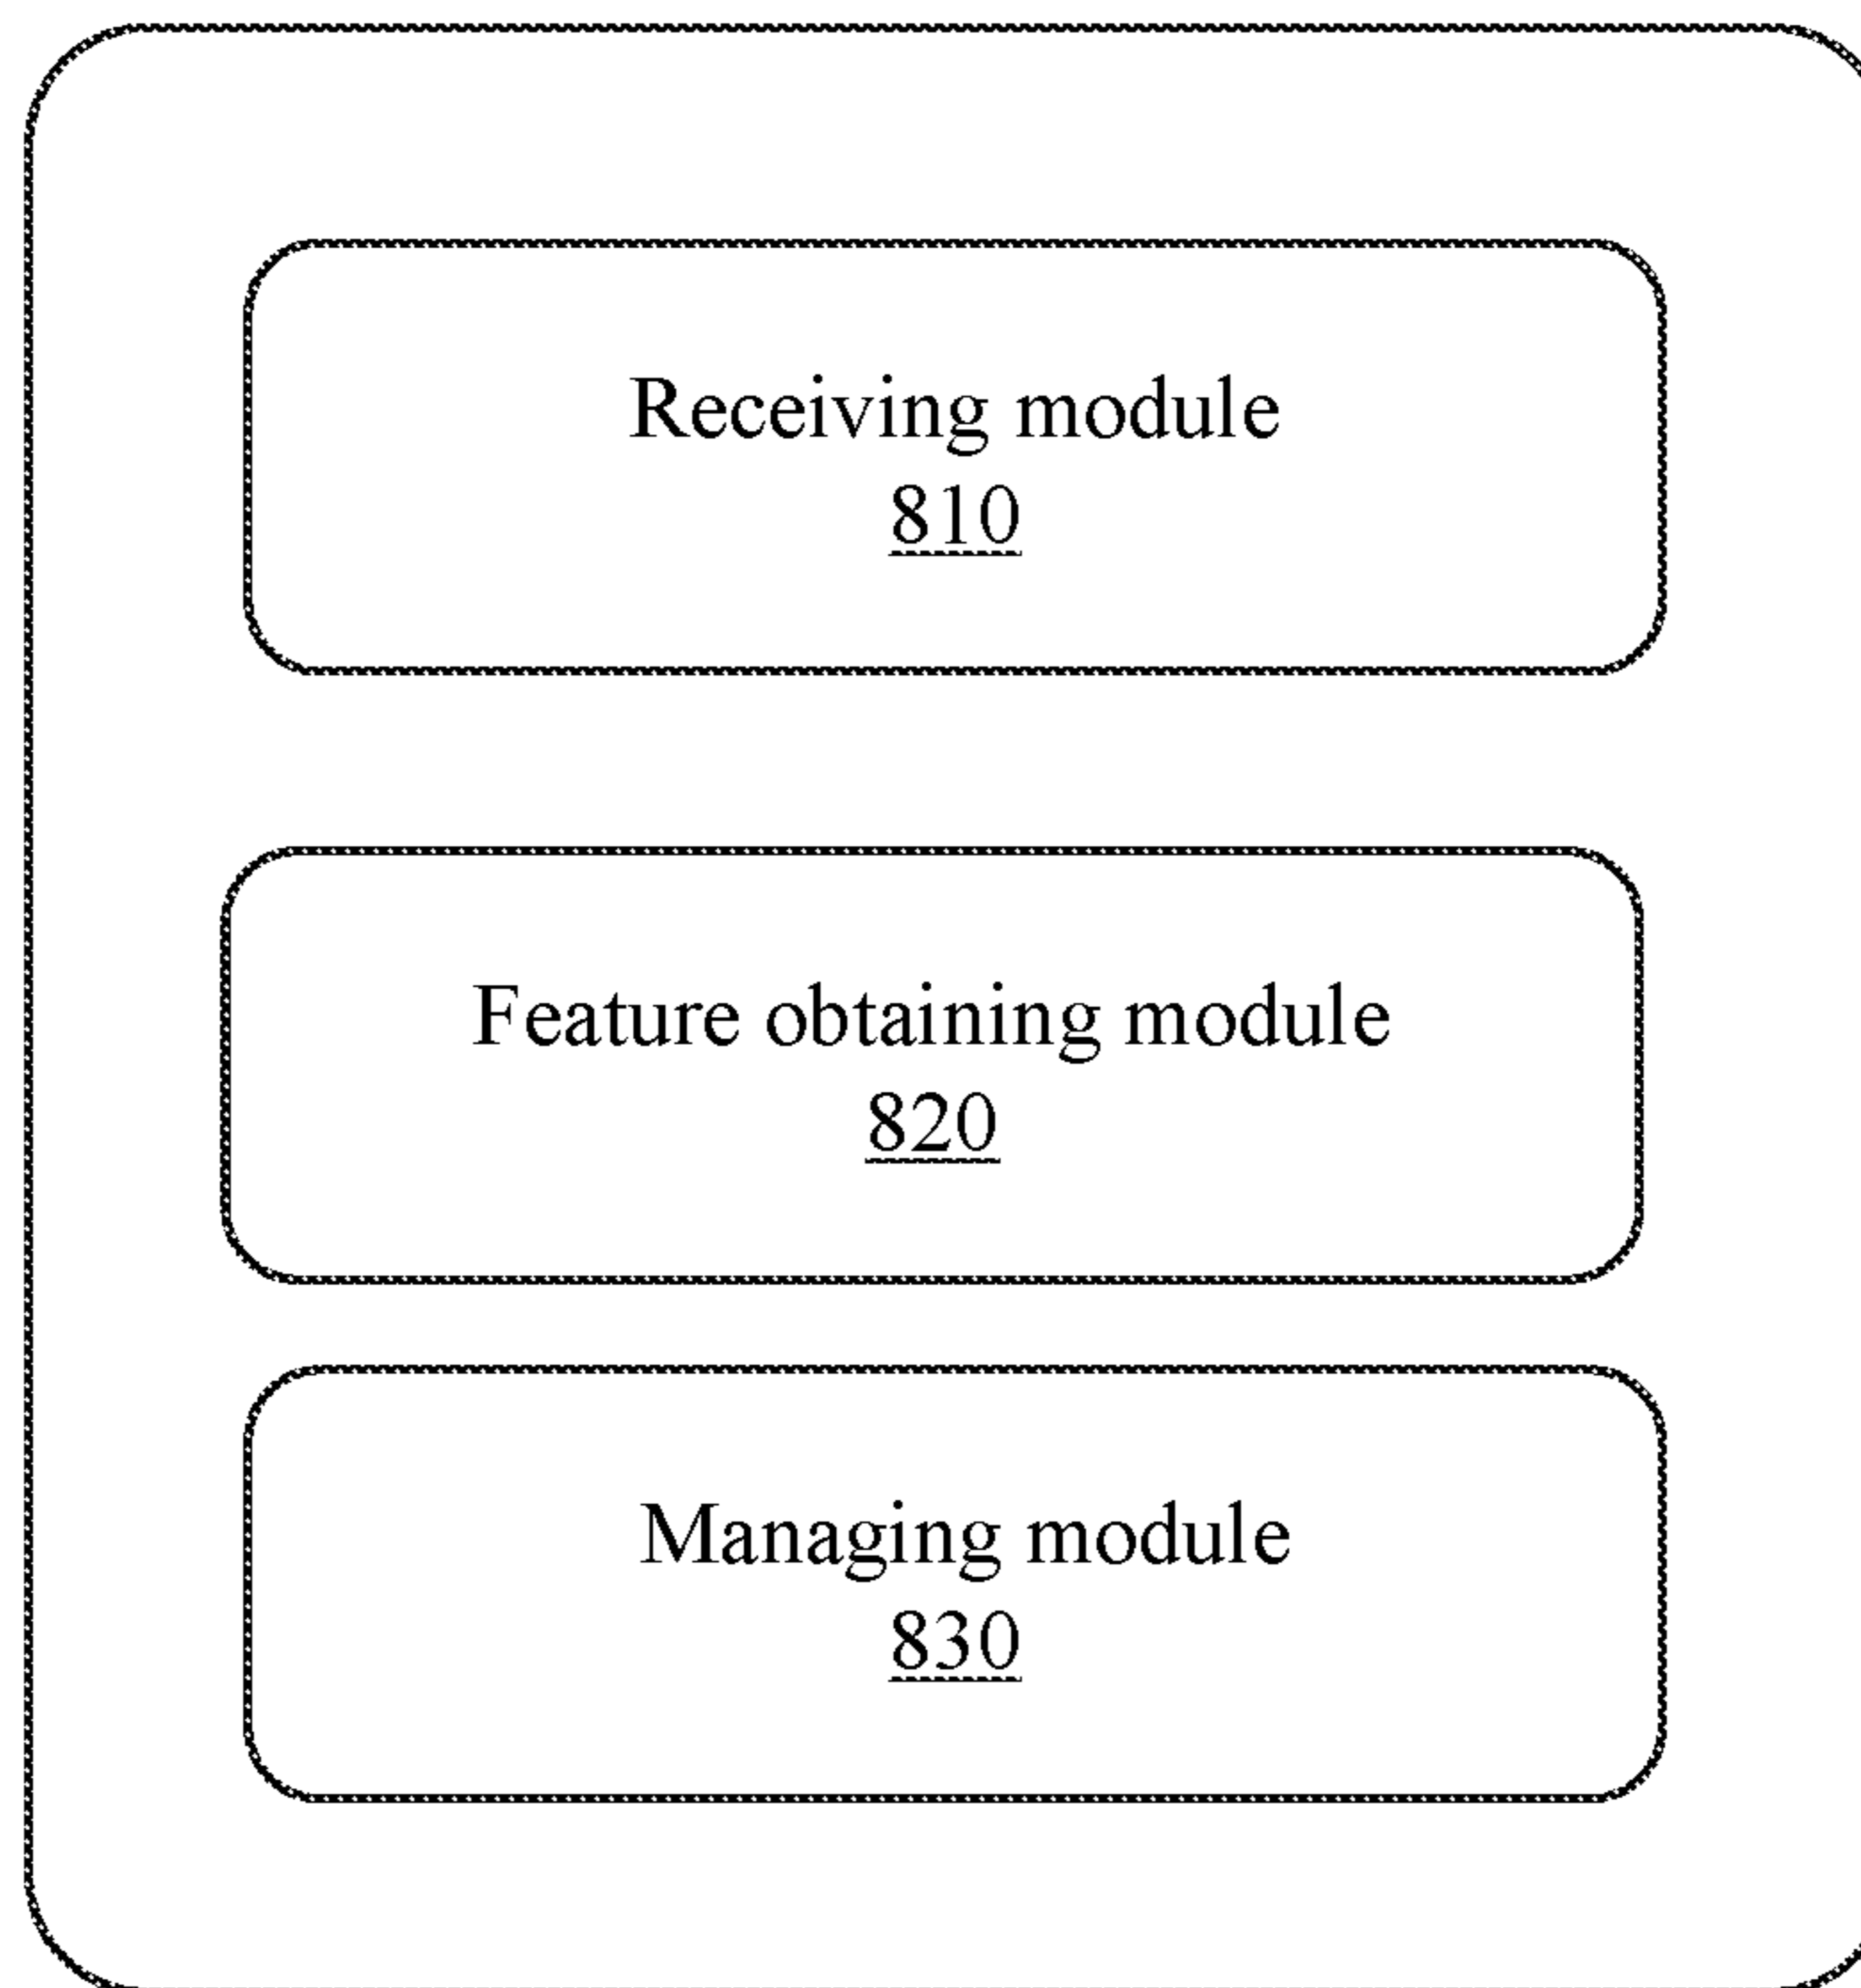 Receiving module
810
Feature obtaining module
820
Managing module
830